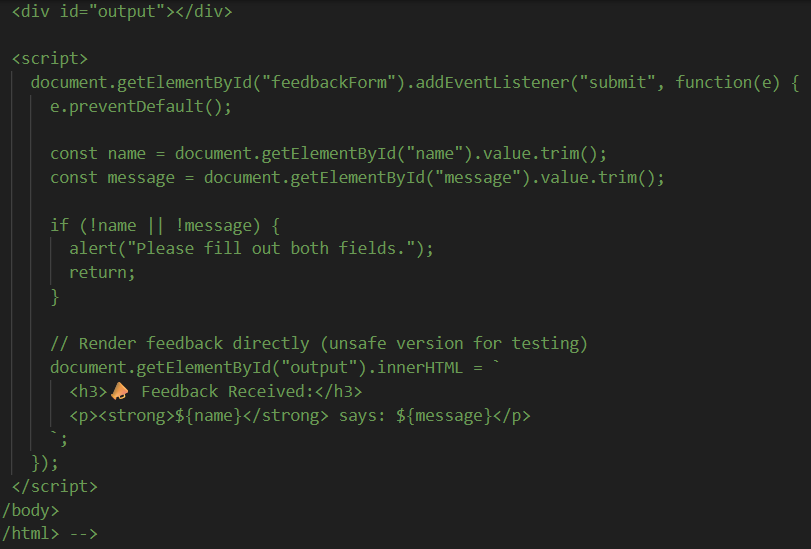 <div id="output"></div>
<script>
document.getElementById("feedbackForm").addEventListener("submit", function(e) {
e.preventDefault();
const name = document.getElementById("name").value.trim();
const message = document.getElementById("message").value.trim();
if (!name || !message) {
alert("Please fill out both fields.");
return;
}
// Render feedback directly (unsafe version for testing)
document.getElementById("output").innerHTML = `
<h3>📣 Feedback Received:</h3>
<p><strong>${name}</strong> says: ${message}</p>
`;
});
</script>
/body>
/html> -->